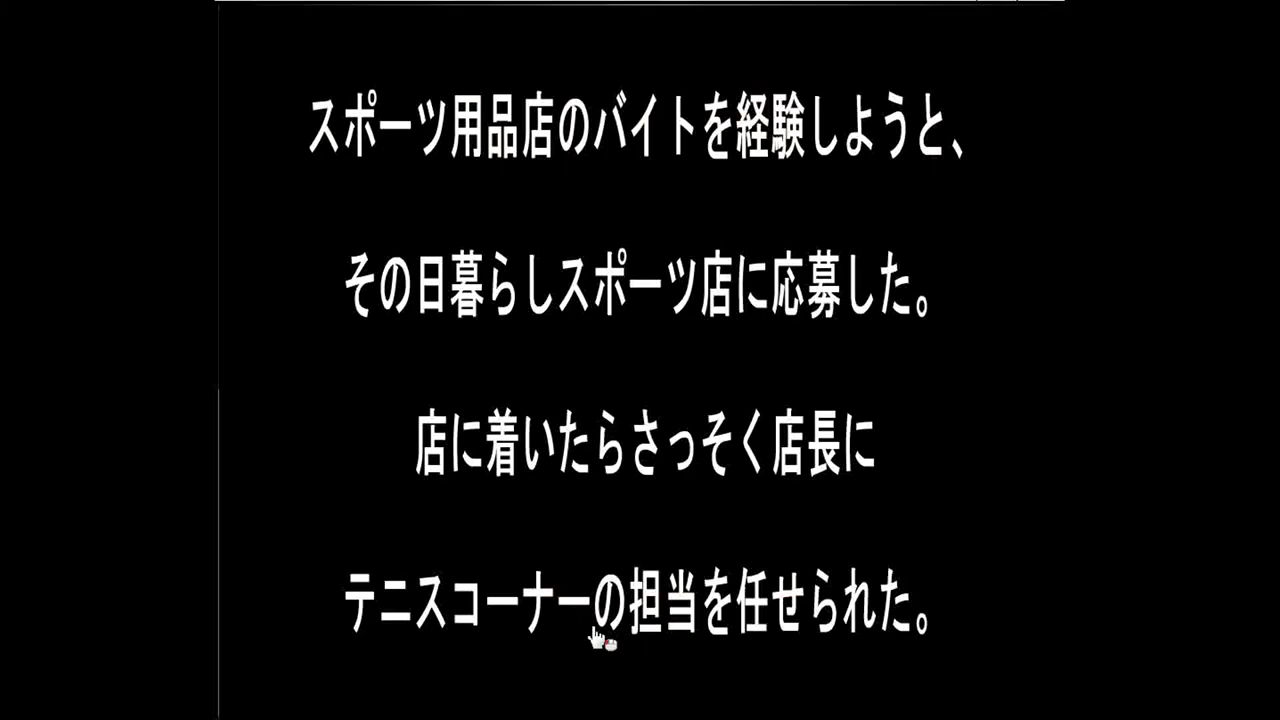 スポーツ用品店のバイトを経験しようと、
その日暮らしスポーツ店に応募した。
店に着いたらさっそく店長に
テニスコーナーの担当を任せられた。